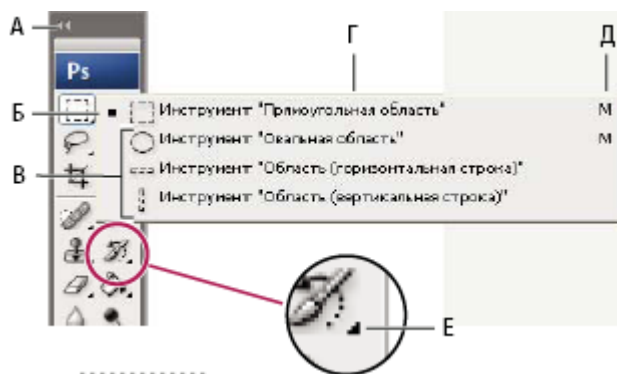 А
Г
Д
Ps
Б
Инструмент "Прямоугольная область" M
Инструмент "Овальная область" M
В
Инструмент "Область (горизонтальная строка)"
Инструмент "Область (вертикальная строка)"
Е